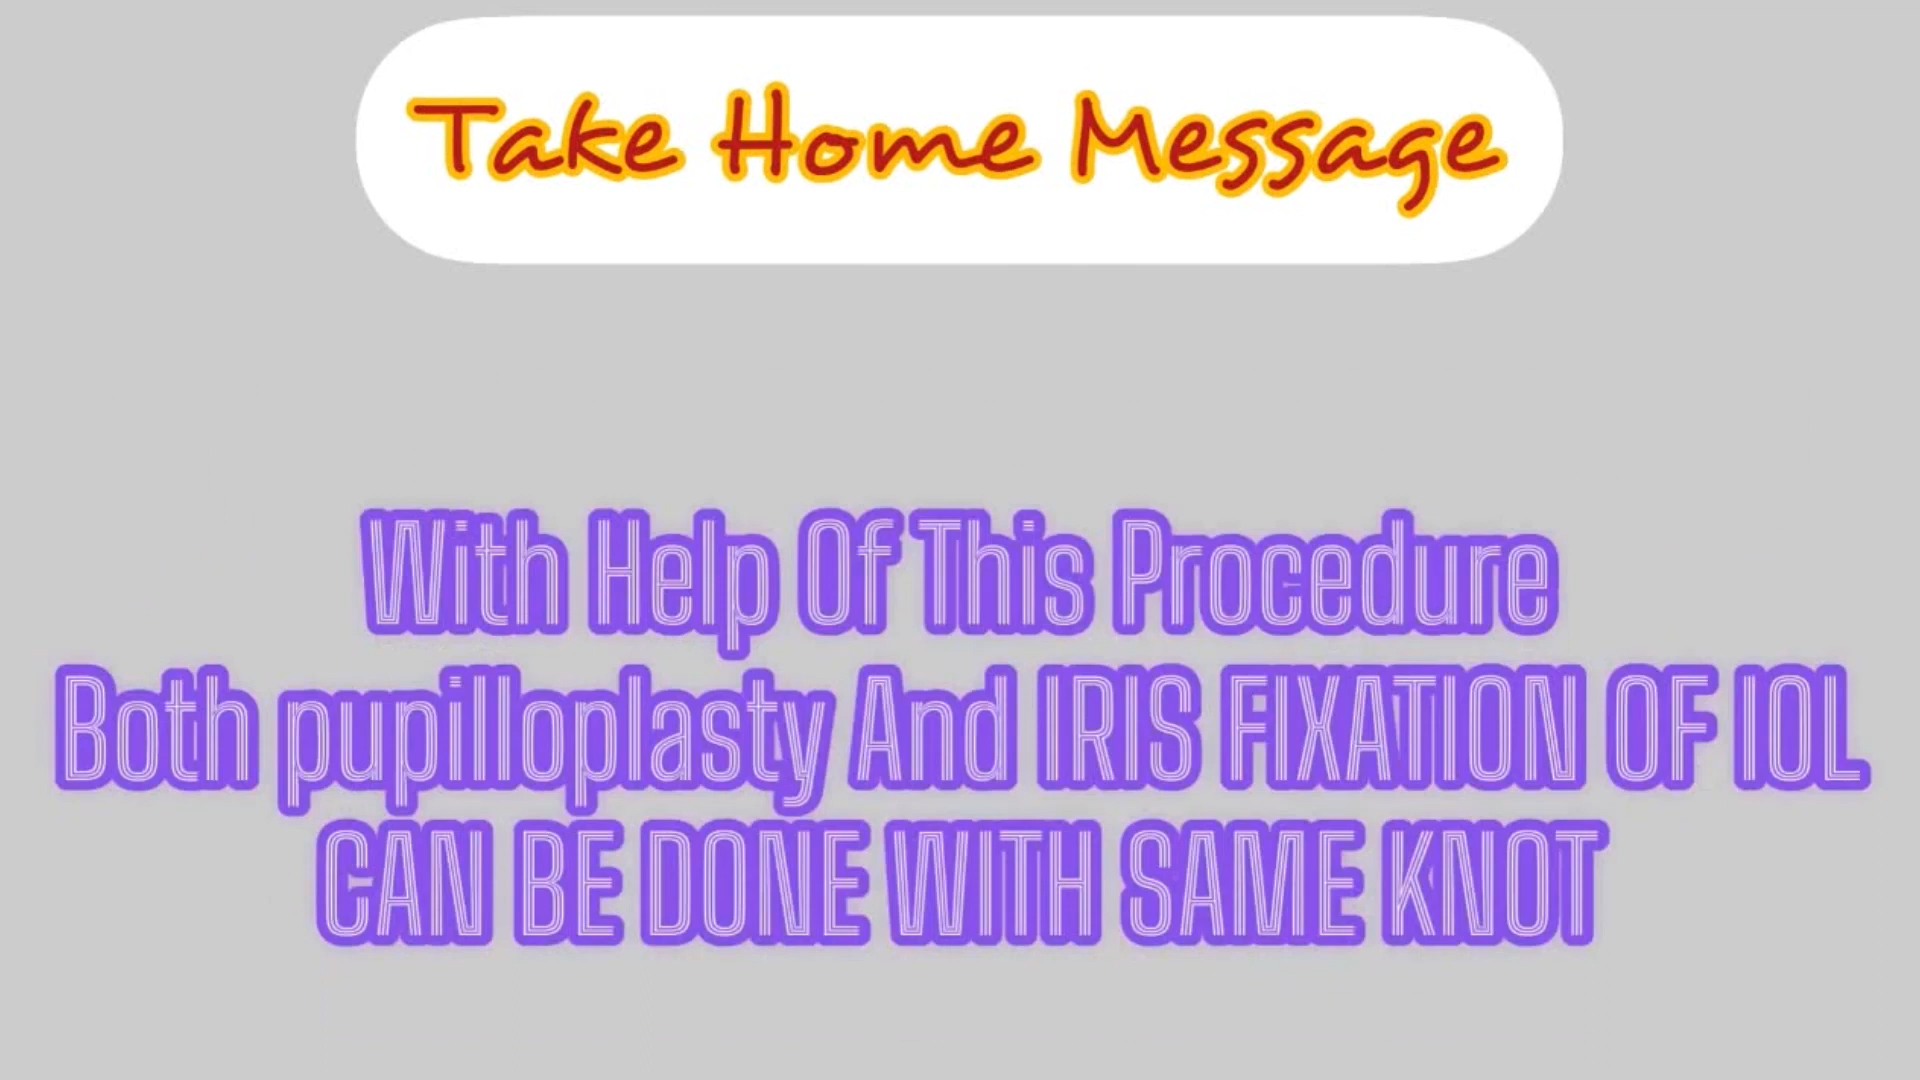 Take Home Message
With Help Of This Procedure
Both pupilloplasty And IRIS FIXATION OF IOL
CAN BE DONE WITH SAME KNOT